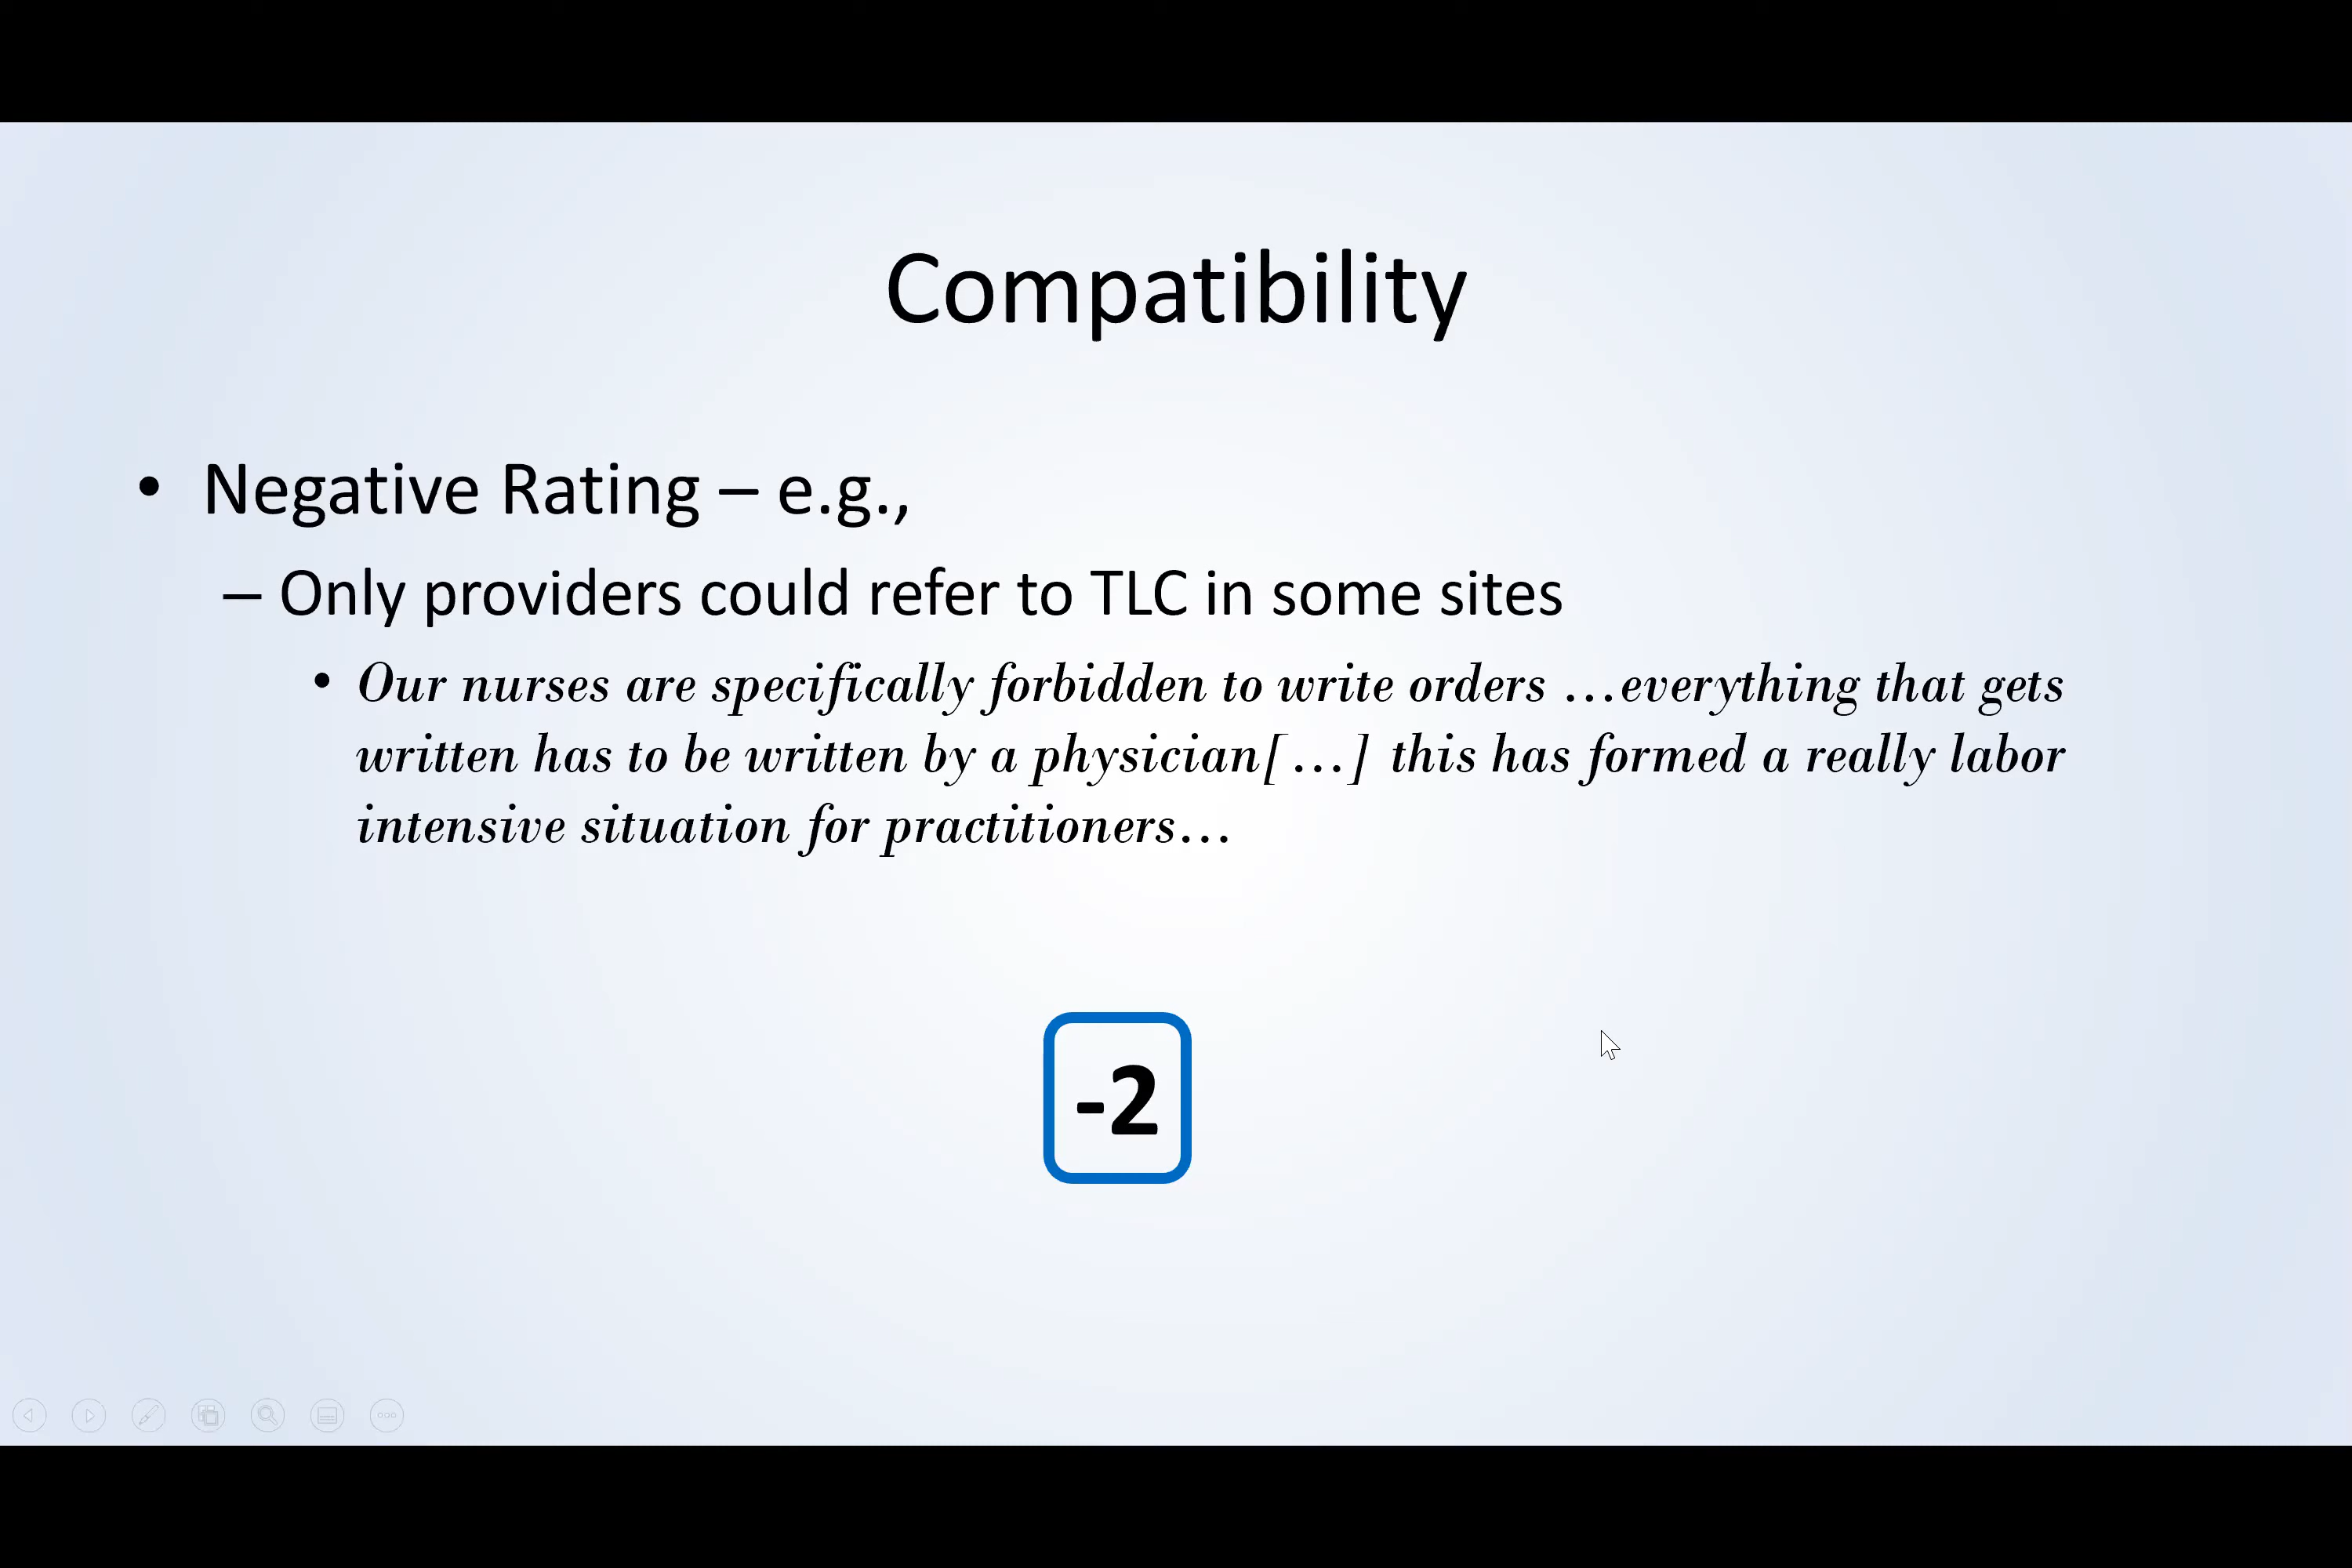 Compatibility
• Negative Rating – e.g.,
– Only providers could refer to TLC in some sites
• Our nurses are specifically forbidden to write orders …everything that gets
written has to be written by a physician[…] this has formed a really labor
intensive situation for practitioners…
-2